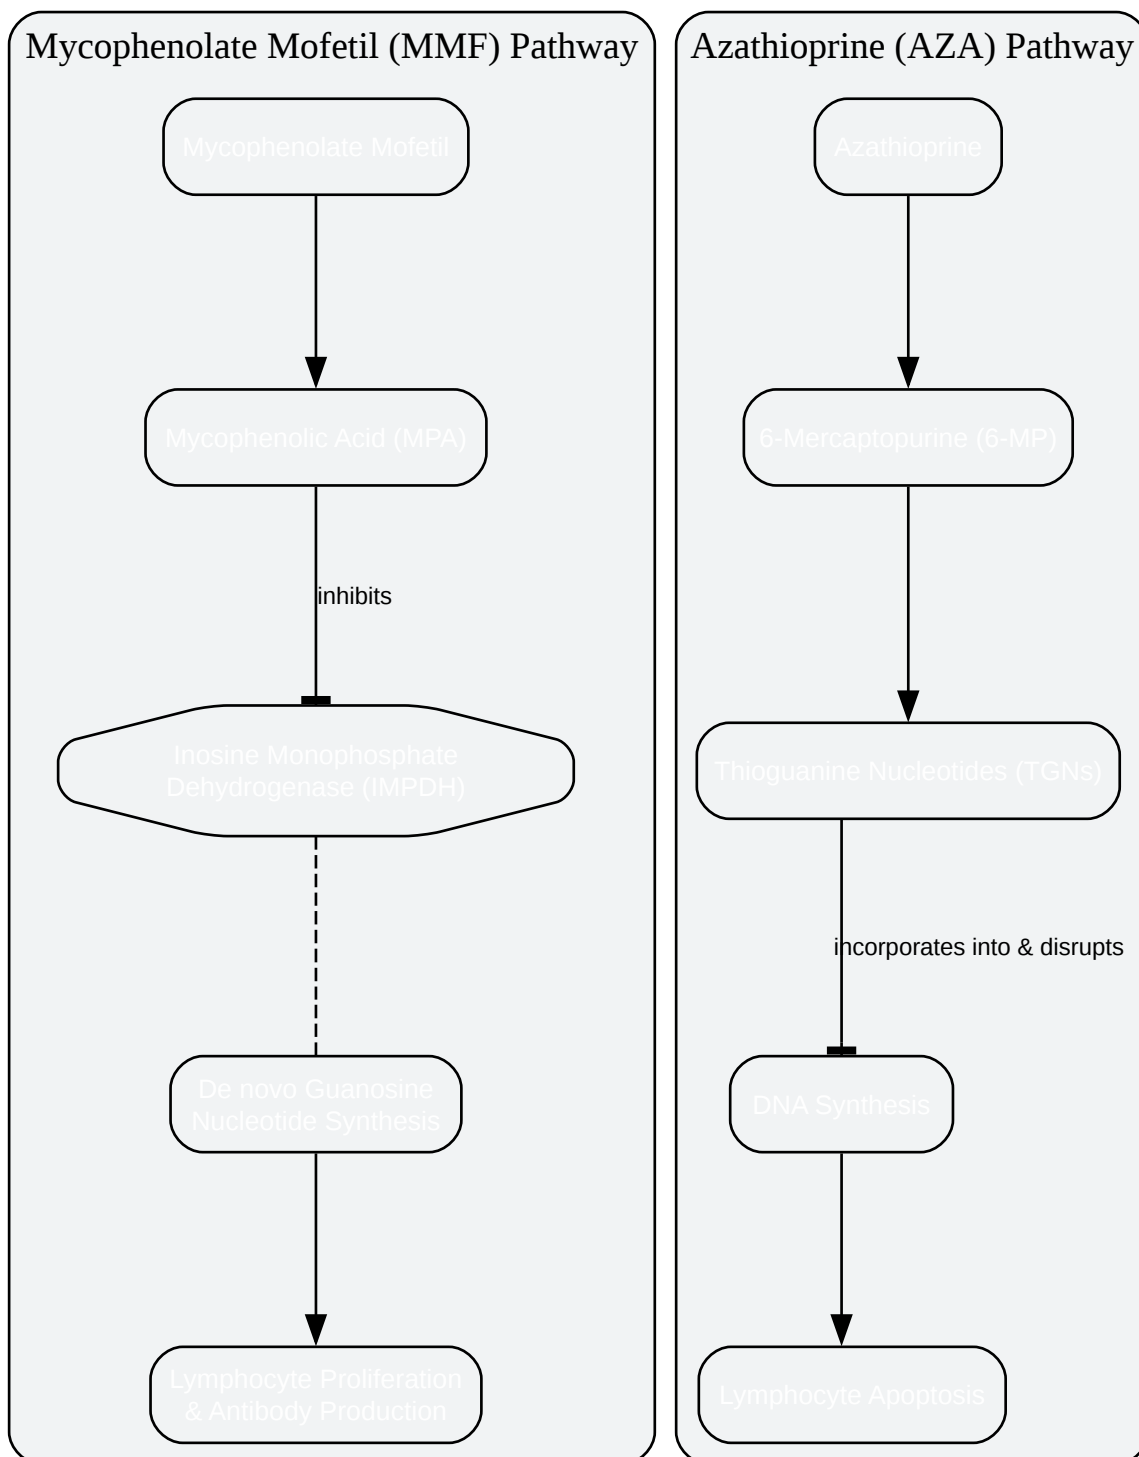 Mycophenolate Mofetil (MMF) Pathway
Mycophenolate Mofetil
Mycophenolic Acid (MPA)
inhibits
Inosine Monophosphate
Dehydrogenase (IMPDH)
De novo Guanosine
Nucleotide Synthesis
Lymphocyte Proliferation
& Antibody Production
Azathioprine (AZA) Pathway
Azathioprine
6-Mercaptopurine (6-MP)
Thioguanine Nucleotides (TGNs)
incorporates into & disrupts
DNA Synthesis
Lymphocyte Apoptosis